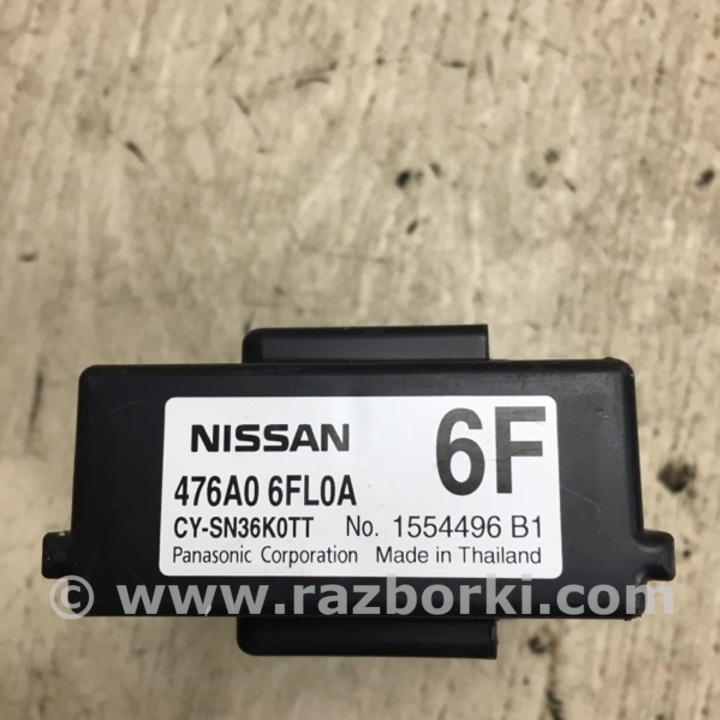 NISSAN
6F
476A0 6FL0A
CY-SN36K0TT No. 1554496 B1
Panasonic Corporation Made in Thailand
© www.razborki.com